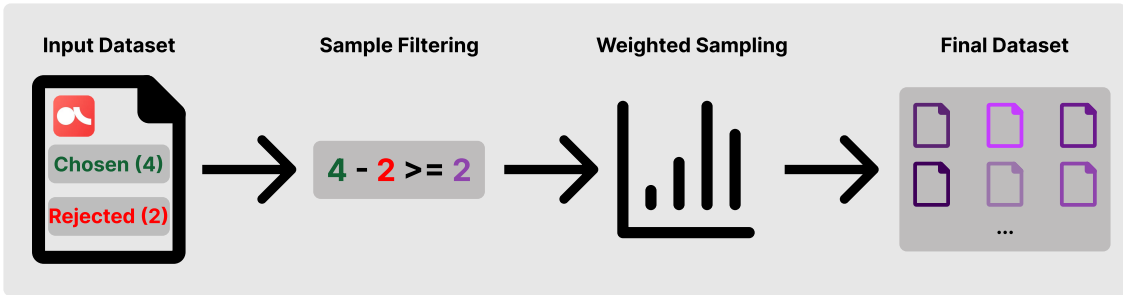 Input Dataset
Sample Filtering
Weighted Sampling
Final Dataset
Chosen (4)
Rejected (2)
4 - 2 >= 2
...